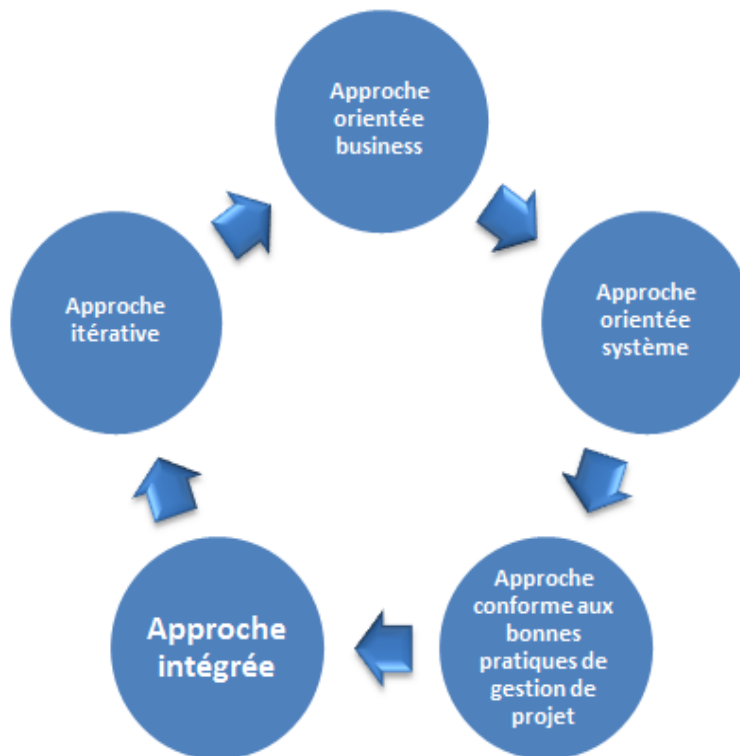 Approche
orientée
business
Approche
orientée
système
Approche
conforme aux
bonnes
pratiques de
gestion de
projet
Approche
intégrée
Approche
itérative